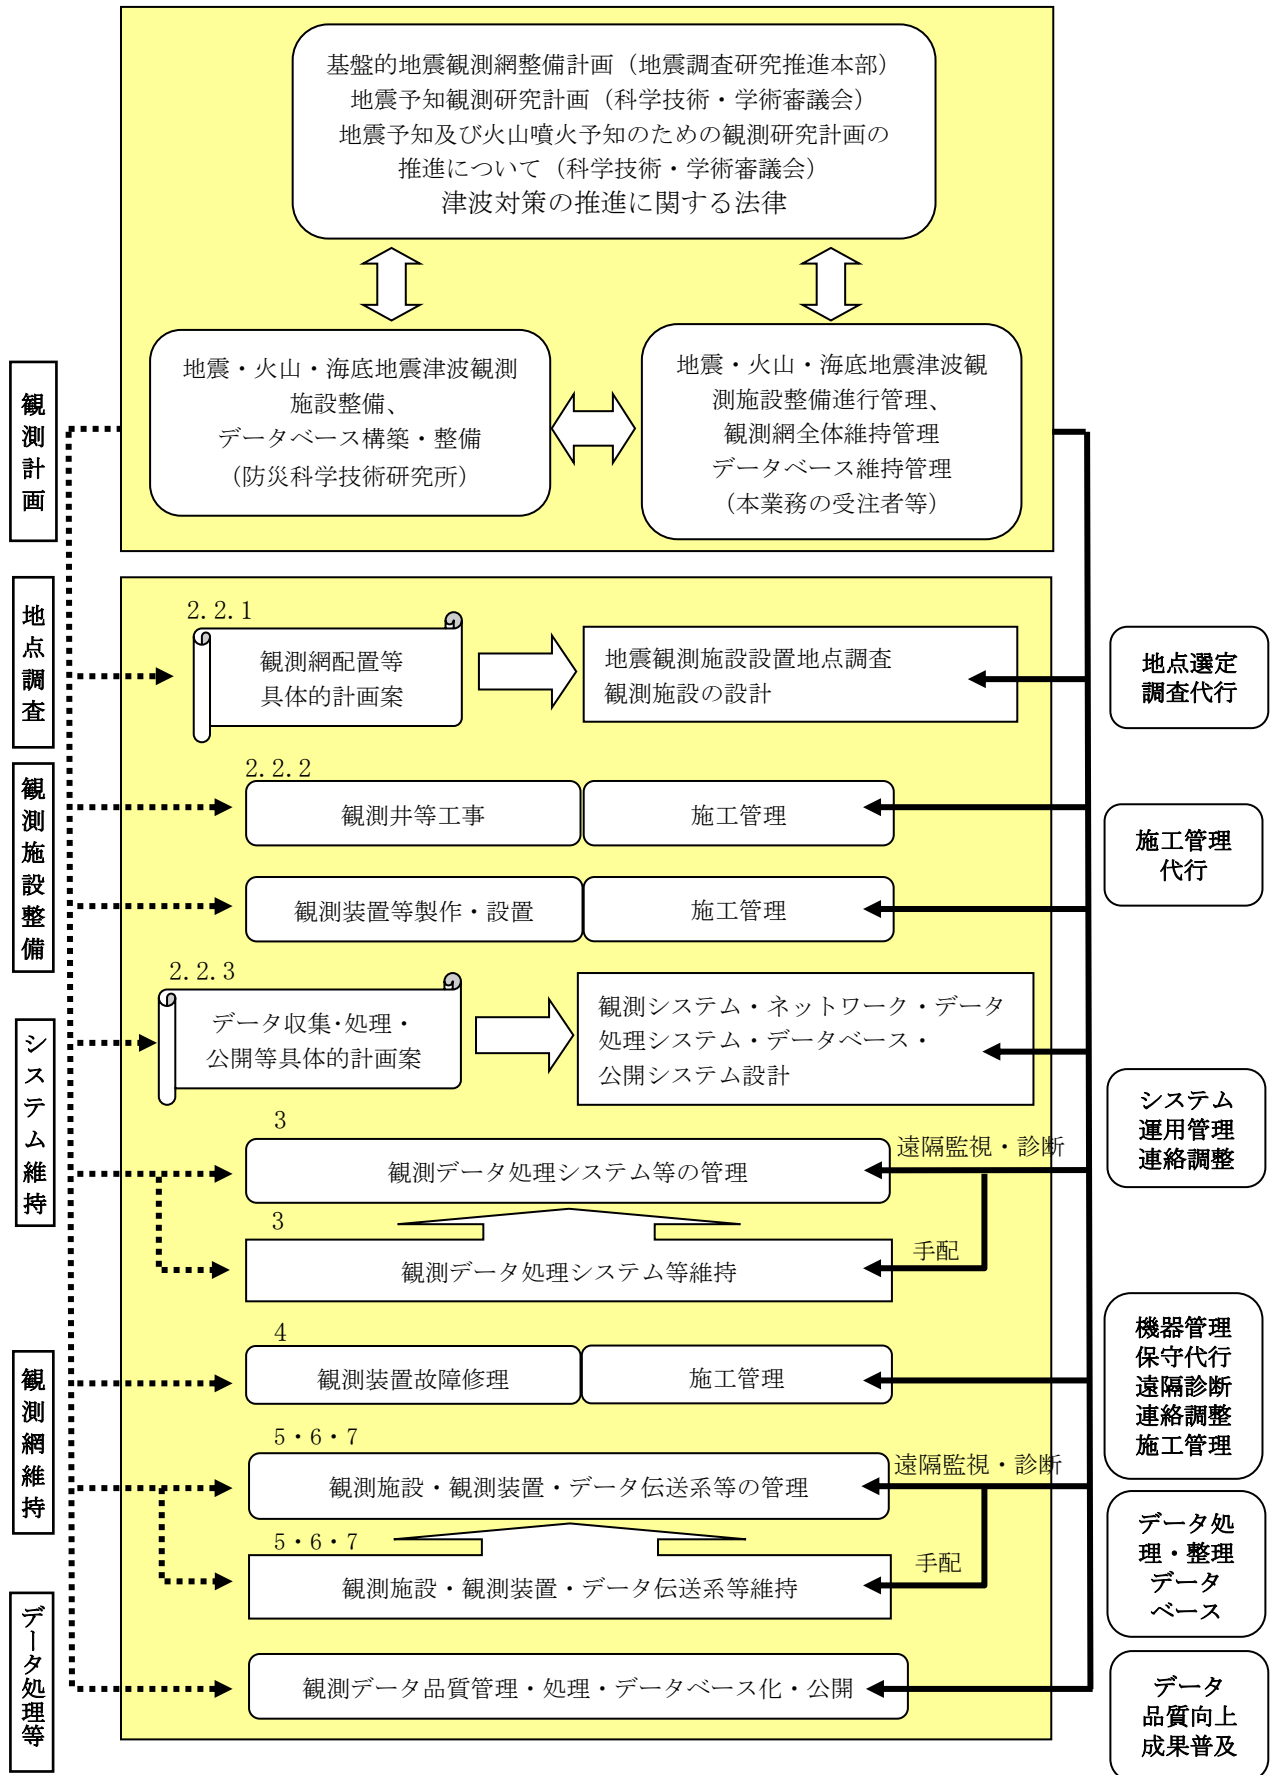 基盤的地震観測網整備計画（地震調査研究推進本部）
地震予知観測研究計画（科学技術・学術審議会）
地震予知及び火山噴火予知のための観測研究計画の
推進について（科学技術・学術審議会）
津波対策の推進に関する法律
地震・火山・海底地震津波観測
施設整備、
データベース構築・整備
（防災科学技術研究所）
地震・火山・海底地震津波観
測施設整備進行管理、
観測網全体維持管理
データベース維持管理
（本業務の受注者等）
観測計画
地点調査
2.2.1
観測網配置等
具体的計画案
地震観測施設設置地点調査
観測施設の設計
地点選定
調査代行
観測施設整備
2.2.2
観測井等工事
施工管理
施工管理
代行
観測装置等製作・設置
施工管理
2.2.3
データ収集・処理・
公開等具体的計画案
観測システム・ネットワーク・データ
処理システム・データベース・
公開システム設計
システム維持
システム
運用管理
連絡調整
3
観測データ処理システム等の管理
遠隔監視・診断
3
観測データ処理システム等維持
手配
4
観測装置故障修理
施工管理
機器管理
保守代行
遠隔診断
連絡調整
施工管理
観測網維持
5・6・7
観測施設・観測装置・データ伝送系等の管理
遠隔監視・診断
5・6・7
観測施設・観測装置・データ伝送系等維持
手配
データ処
理・整理
データ
ベース
データ処理等
観測データ品質管理・処理・データベース化・公開
データ
品質向上
成果普及